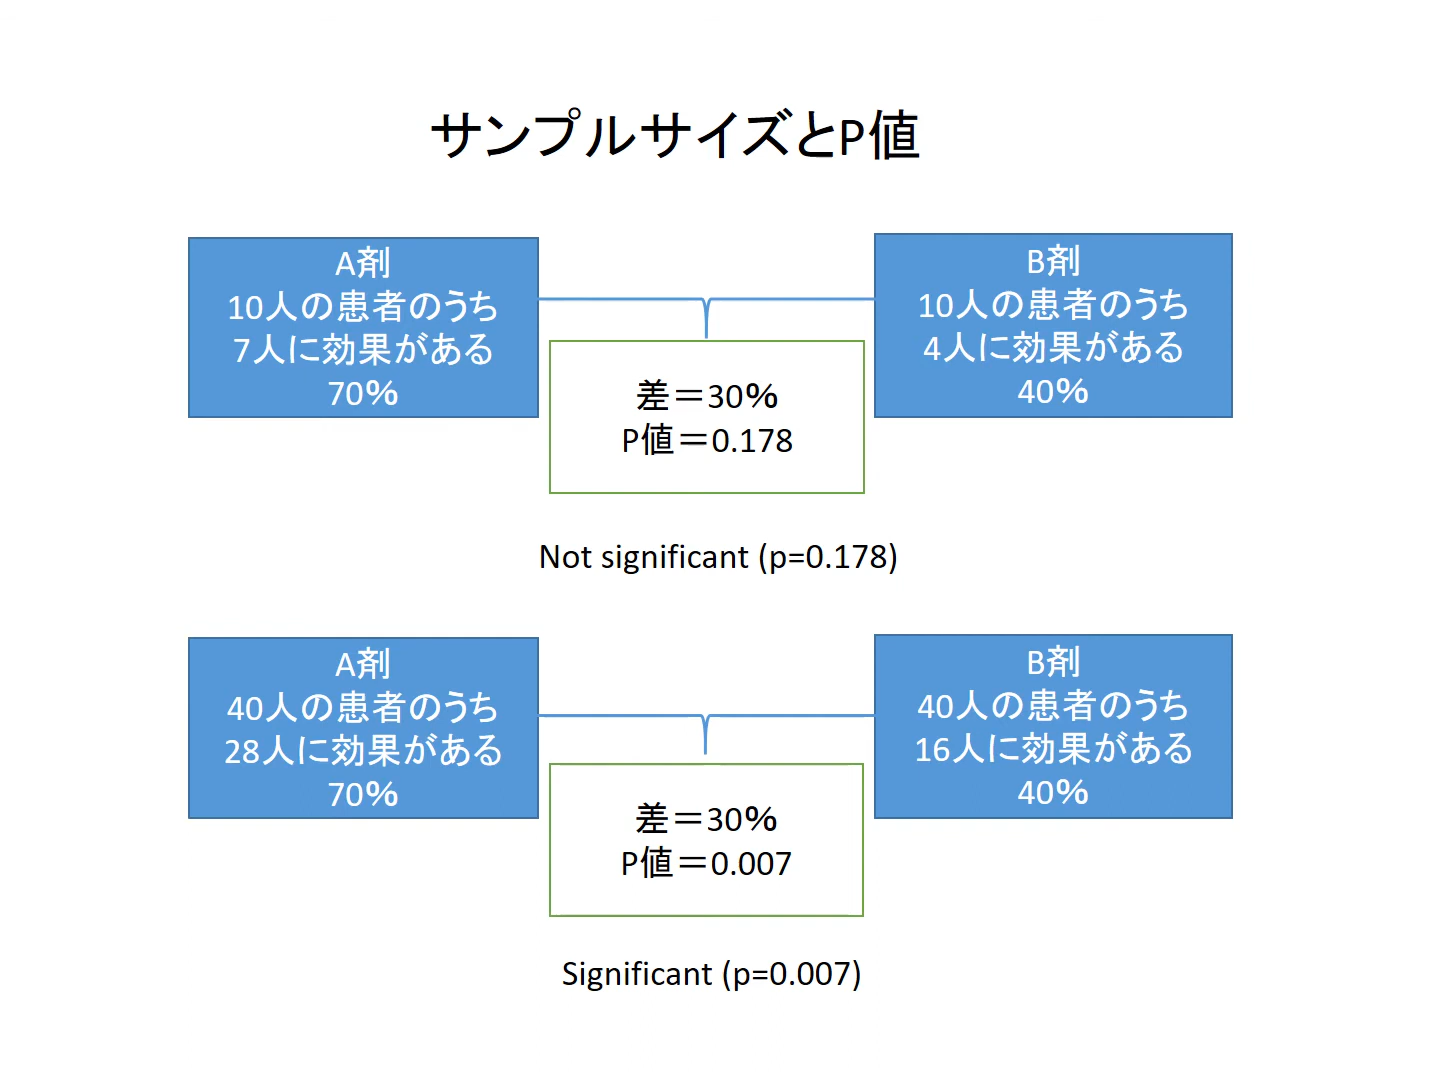 サンプルサイズとP値
A剤
10人の患者のうち
7人に効果がある
70%
B剤
10人の患者のうち
4人に効果がある
40%
差＝30%
P値＝0.178
Not significant (p=0.178)
A剤
40人の患者のうち
28人に効果がある
70%
B剤
40人の患者のうち
16人に効果がある
40%
差＝30%
P値＝0.007
Significant (p=0.007)